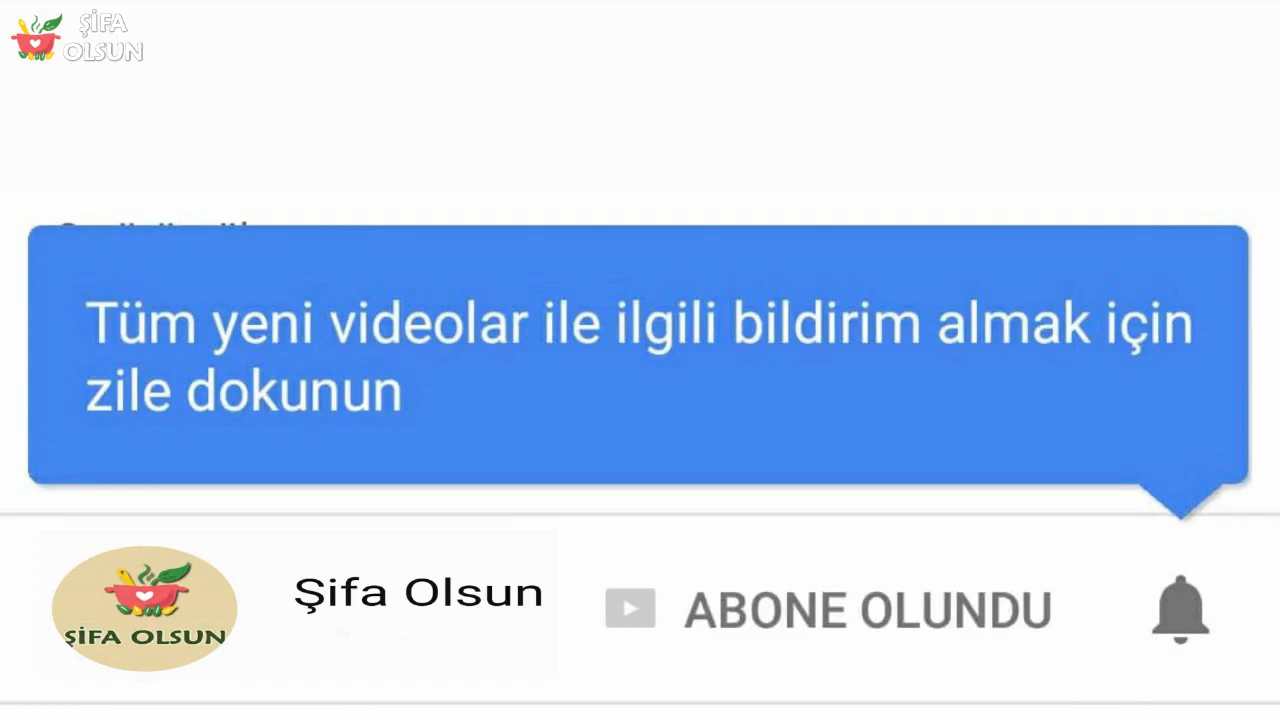 ŞİFA
OLSUN
Tüm yeni videolar ile ilgili bildirim almak için
zile dokunun
Şifa Olsun
ABONE OLUNDU
ŞİFA OLSUN